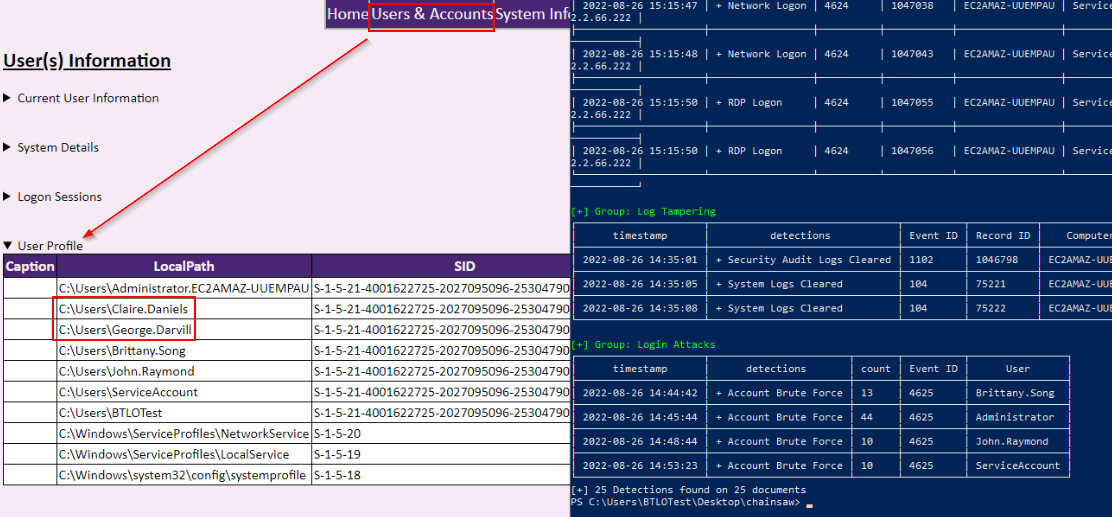 Home Users & Accounts System Info
User(s) Information
▶ Current User Information
▶ System Details
▶ Logon Sessions
▼ User Profile
Caption LocalPath SID
C:\Users\Administrator.EC2AMAZ-UUEMPAU S-1-5-21-4001622725-2027095096-25304790
C:\Users\Claire.Daniels S-1-5-21-4001622725-2027095096-25304790
C:\Users\George.Darvill S-1-5-21-4001622725-2027095096-25304790
C:\Users\Brittany.Song S-1-5-21-4001622725-2027095096-25304790
C:\Users\John.Raymond S-1-5-21-4001622725-2027095096-25304790
C:\Users\ServiceAccount S-1-5-21-4001622725-2027095096-25304790
C:\Users\BTLOTest S-1-5-21-4001622725-2027095096-25304790
C:\Windows\ServiceProfiles\NetworkService S-1-5-20
C:\Windows\ServiceProfiles\LocalService S-1-5-19
C:\Windows\system32\config\systemprofile S-1-5-18
2022-08-26 15:15:47 + Network Logon 4624 1047038 EC2AMAZ-UUEMPAU Service
2.2.66.222
2022-08-26 15:15:48 + Network Logon 4624 1047043 EC2AMAZ-UUEMPAU Service
2.2.66.222
2022-08-26 15:15:50 + RDP Logon 4624 1047055 EC2AMAZ-UUEMPAU Service
2.2.66.222
2022-08-26 15:15:50 + RDP Logon 4624 1047056 EC2AMAZ-UUEMPAU Service
2.2.66.222
[+] Group: Log Tampering
timestamp detections Event ID Record ID Computer
2022-08-26 14:35:01 + Security Audit Logs Cleared 1102 1046798 EC2AMAZ-UUE
2022-08-26 14:35:05 + System Logs Cleared 104 75221 EC2AMAZ-UUE
2022-08-26 14:35:08 + System Logs Cleared 104 75222 EC2AMAZ-UUE
[+] Group: Login Attacks
timestamp detections count Event ID User
2022-08-26 14:44:42 + Account Brute Force 13 4625 Brittany.Song
2022-08-26 14:45:44 + Account Brute Force 44 4625 Administrator
2022-08-26 14:48:44 + Account Brute Force 10 4625 John.Raymond
2022-08-26 14:53:23 + Account Brute Force 10 4625 ServiceAccount
[+] 25 Detections found on 25 documents
PS C:\Users\BTLOTest\Desktop\chainsaw>